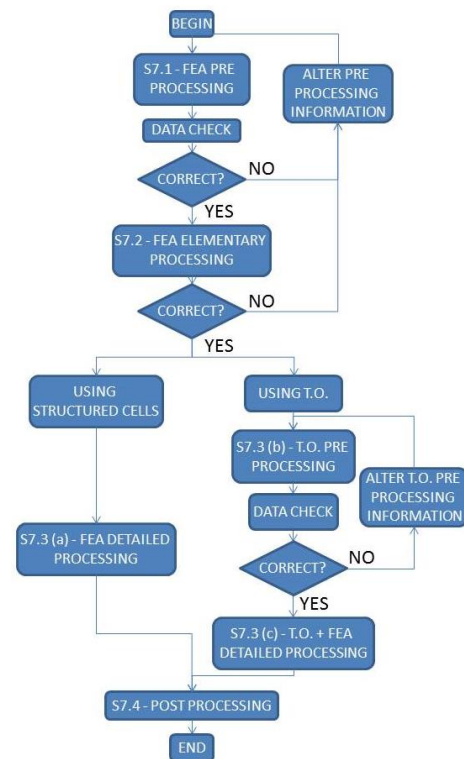 BEGIN
S7.1 - FEA PRE
PROCESSING
ALTER PRE
PROCESSING
INFORMATION
DATA CHECK
CORRECT?
NO
YES
S7.2 - FEA ELEMENTARY
PROCESSING
CORRECT?
NO
YES
USING
STRUCTURED CELLS
USING T.O.
S7.3 (b) - T.O. PRE
PROCESSING
ALTER T.O. PRE
PROCESSING
INFORMATION
DATA CHECK
S7.3 (a) - FEA DETAILED
PROCESSING
CORRECT?
NO
YES
S7.3 (c) - T.O. + FEA
DETAILED PROCESSING
S7.4 - POST PROCESSING
END